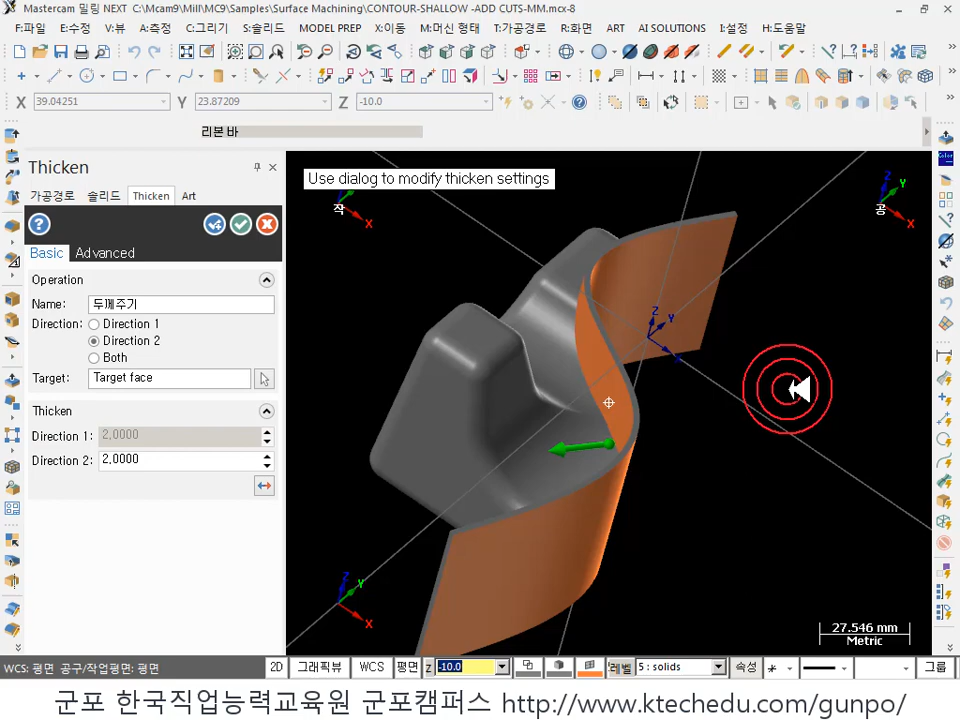 Mastercam 밀링 NEXT C:\Mcam9\Mill\MC9\Samples\Surface Machining\CONTOUR-SHALLOW -ADD CUTS-MM.mcx-8
F:파일 E:수정 V:뷰 A:측정 C:그리기 S:솔리드 MODEL PREP X:이동 M:머신 형태 T:가공경로 R:화면 ART AI SOLUTIONS I:설정 H:도움말
X 39.04251 Y 23.87209 Z -10.0
리본 바
Thicken
Use dialog to modify thicken settings
가공경로 솔리드 Thicken Art
작 X
Z Y 공 X
Basic Advanced
Operation
Name: 두께주기
Direction: Direction 1
Direction 2
Both
Target: Target face
Thicken
Direction 1: 2.0000
Direction 2: 2.0000
Z Y X
Z Y X
27.546 mm
Metric
WCS: 평면 공구/작업평면: 평면 2D 그래픽뷰 WCS 평면 Z -10.0 레벨 5 : solids 속성 그룹
군포 한국직업능력교육원 군포캠퍼스 http://www.ktechedu.com/gunpo/